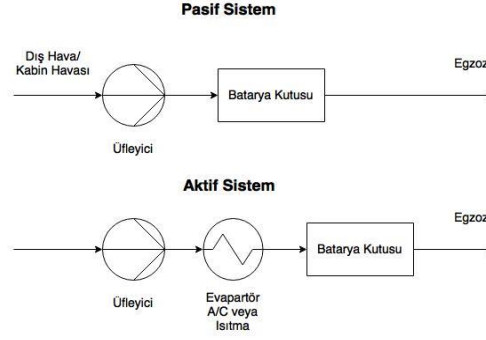 Pasif Sistem
Dış Hava/
Kabin Havası
Egzoz
Batarya Kutusu
Üfleyici
Aktif Sistem
Egzoz
Batarya Kutusu
Üfleyici
Evapartör
A/C veya
Isıtma